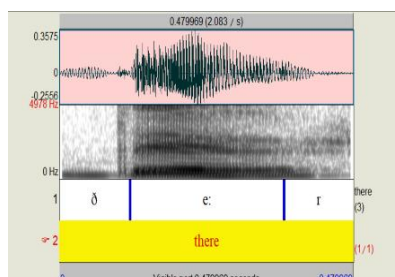 0.479969 (2.083 / s)
0.3575
0
-0.2556
4978 Hz
0 Hz
1 ð e: r there
(3)
☞ 2 there (1/1)
0 Visible part 0.479969 seconds 0.479969